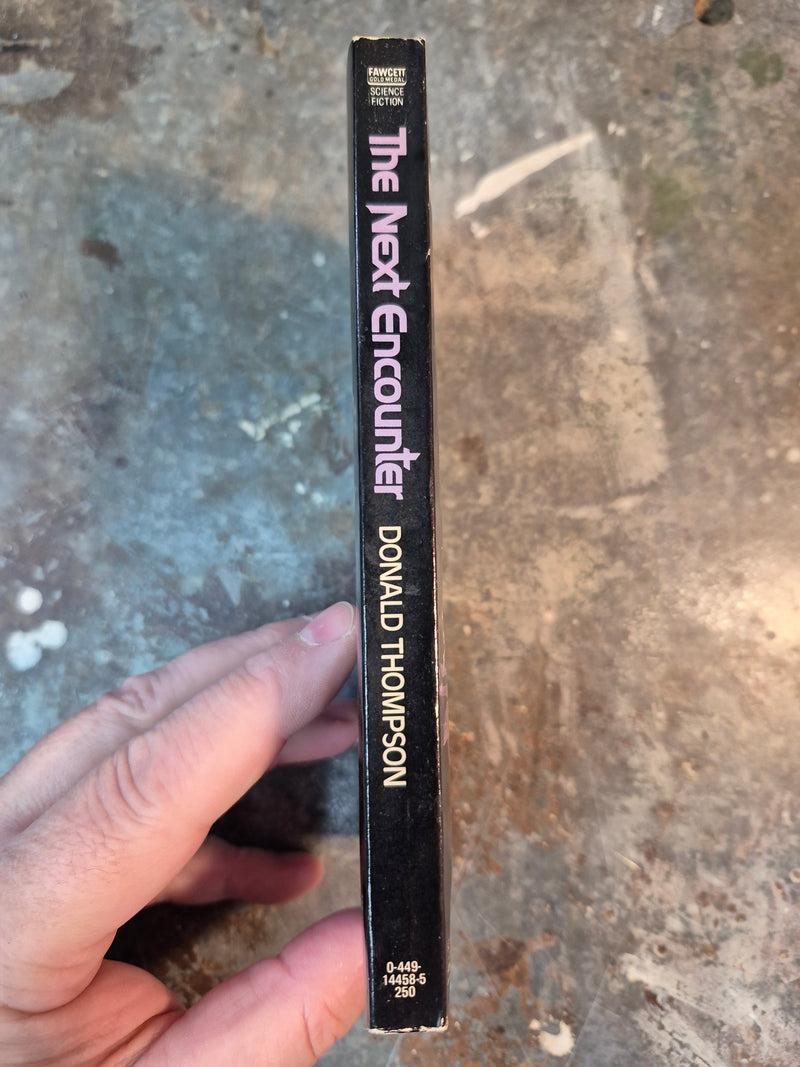 FAWCETT
GOLD MEDAL
SCIENCE
FICTION
The Next Encounter
DONALD THOMPSON
0-449-
14458-5
250